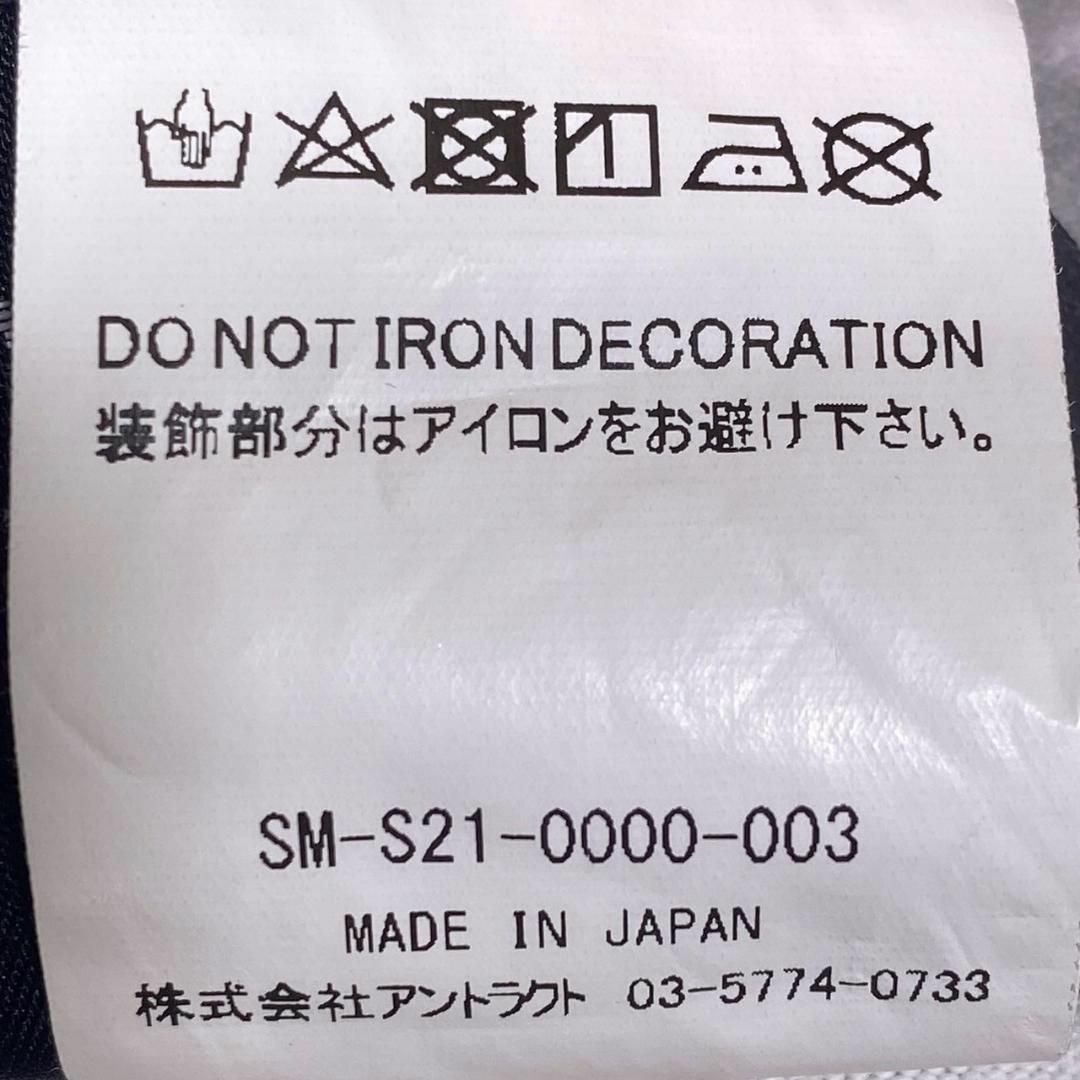 DO NOT IRON DECORATION
装飾部分はアイロンをお避け下さい。
SM-S21-0000-003
MADE IN JAPAN
株式会社アントラクト 03-5774-0733